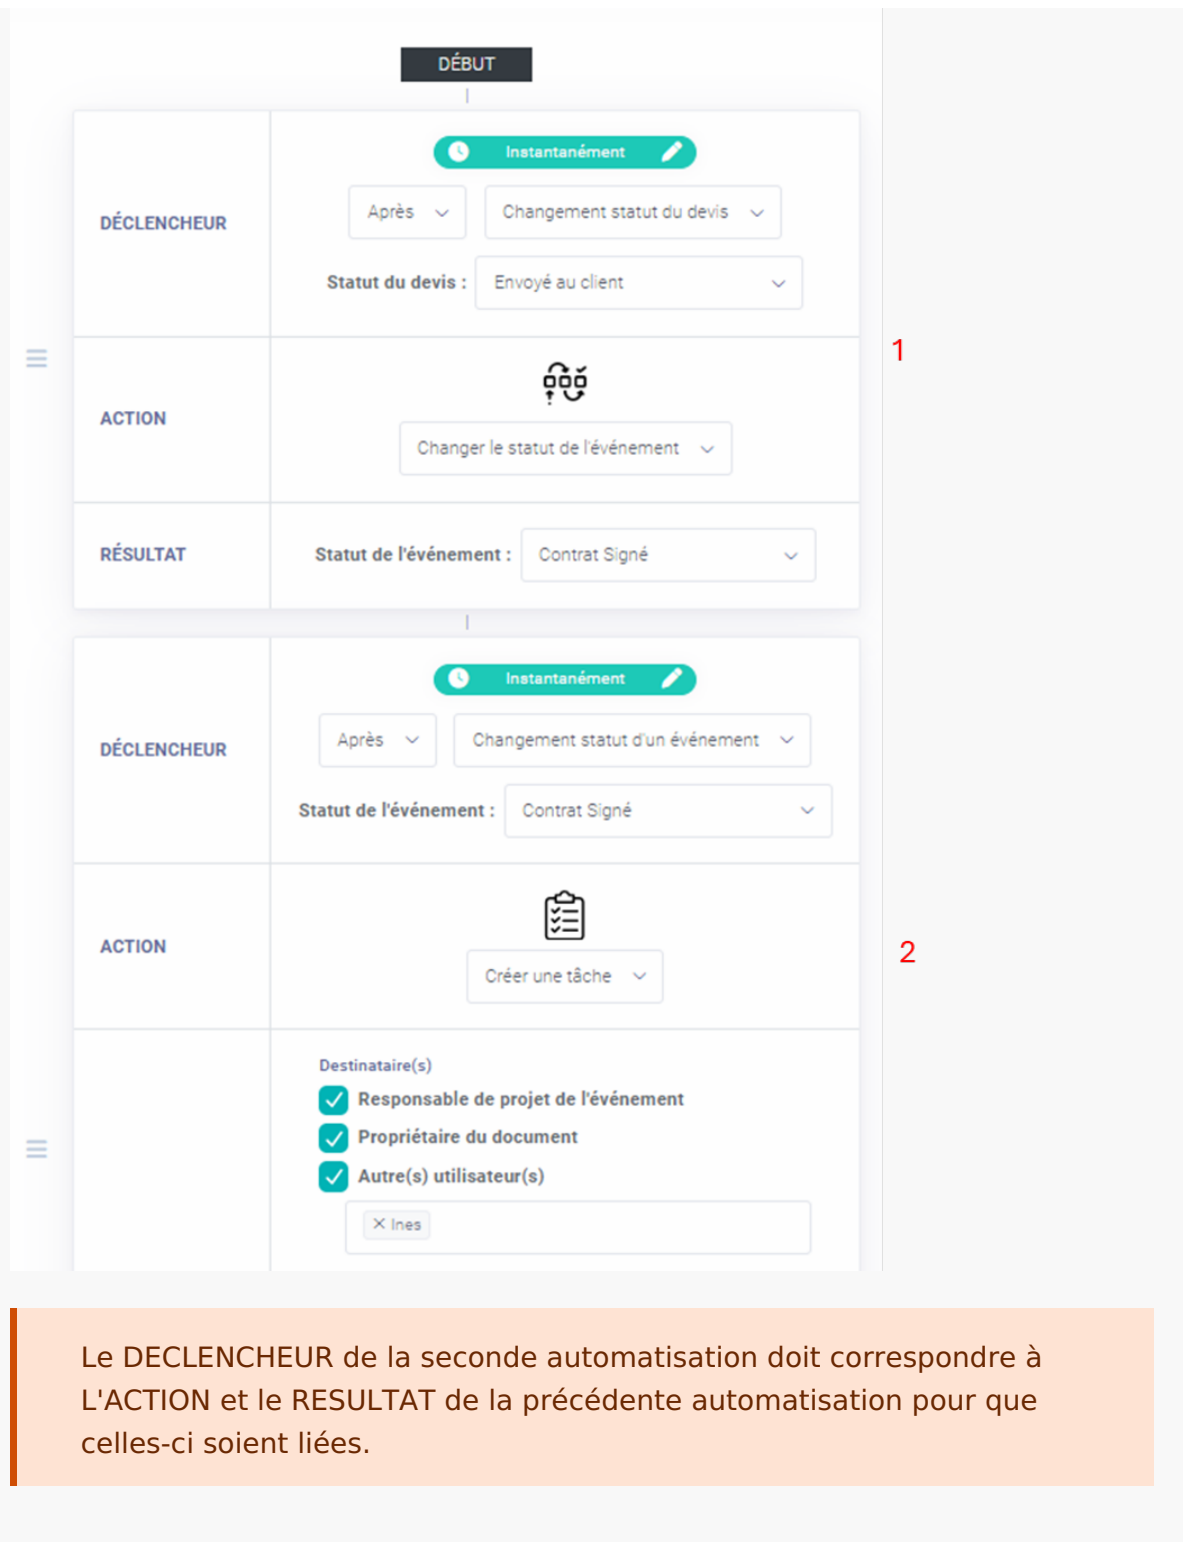 DÉBUT
Instantanément
Après
Changement statut du devis
DÉCLENCHEUR
Statut du devis :
Envoyé au client
1
ACTION
Changer le statut de l'événement
RÉSULTAT
Statut de l'événement :
Contrat Signé
Instantanément
Après
Changement statut d'un événement
DÉCLENCHEUR
Statut de l'événement :
Contrat Signé
ACTION
2
Créer une tâche
Destinataire(s)
Responsable de projet de l'événement
Propriétaire du document
Autre(s) utilisateur(s)
× Ines
Le DECLENCHEUR de la seconde automatisation doit correspondre à
L'ACTION et le RESULTAT de la précédente automatisation pour que
celles-ci soient liées.